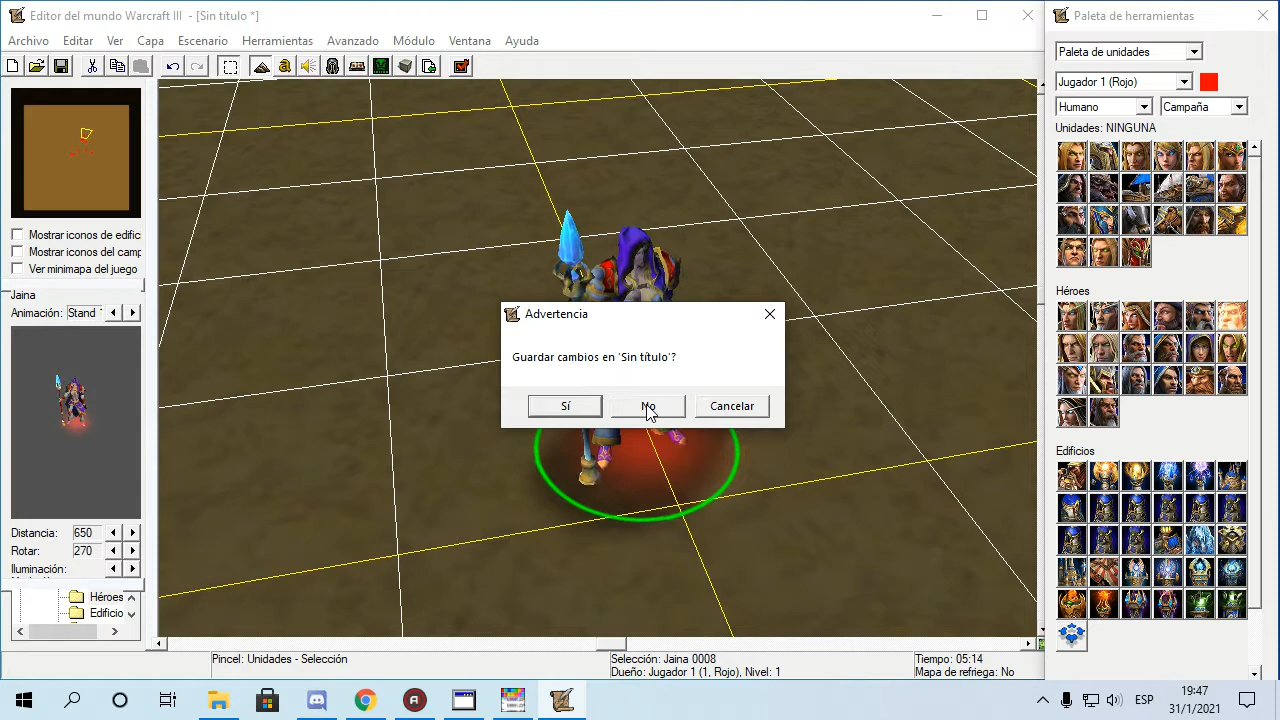 Editor del mundo Warcraft III - [Sin título *]
Archivo Editar Ver Capa Escenario Herramientas Avanzado Módulo Ventana Ayuda
Mostrar iconos de edifici
Mostrar iconos del camp
Ver minimapa del juego
Jaina
Animación: Stand
Distancia: 650
Rotar: 270
Iluminación:
Héroes
Edificio
Advertencia
Guardar cambios en 'Sin título'?
Sí No Cancelar
Pincel: Unidades - Selección
Selección: Jaina 0008
Dueño: Jugador 1 (1, Rojo), Nivel: 1
Tiempo: 05:14
Mapa de refriega: No
Paleta de herramientas
Paleta de unidades
Jugador 1 (Rojo)
Humano Campaña
Unidades: NINGUNA
Héroes
Edificios
ESP
19:47
31/1/2021